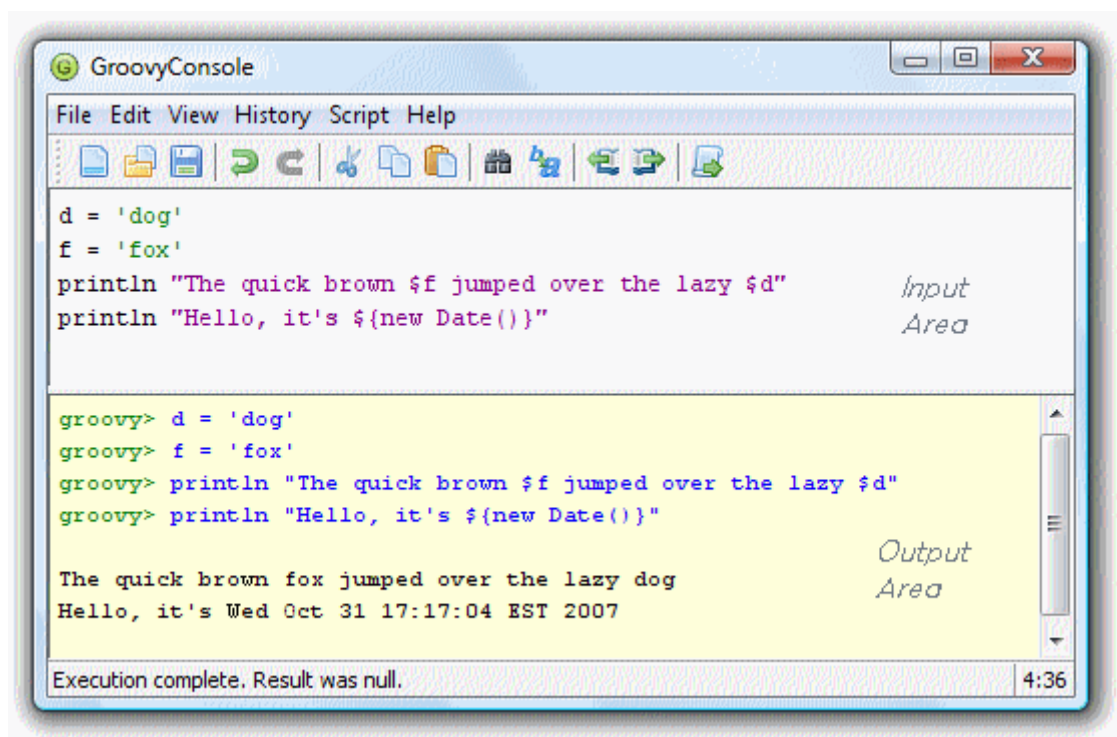 GroovyConsole
File Edit View History Script Help
d = 'dog'
f = 'fox'
println "The quick brown $f jumped over the lazy $d"
println "Hello, it's ${new Date()}"
Input
Area
groovy> d = 'dog'
groovy> f = 'fox'
groovy> println "The quick brown $f jumped over the lazy $d"
groovy> println "Hello, it's ${new Date()}"
Output
Area
The quick brown fox jumped over the lazy dog
Hello, it's Wed Oct 31 17:17:04 EST 2007
Execution complete. Result was null.
4:36